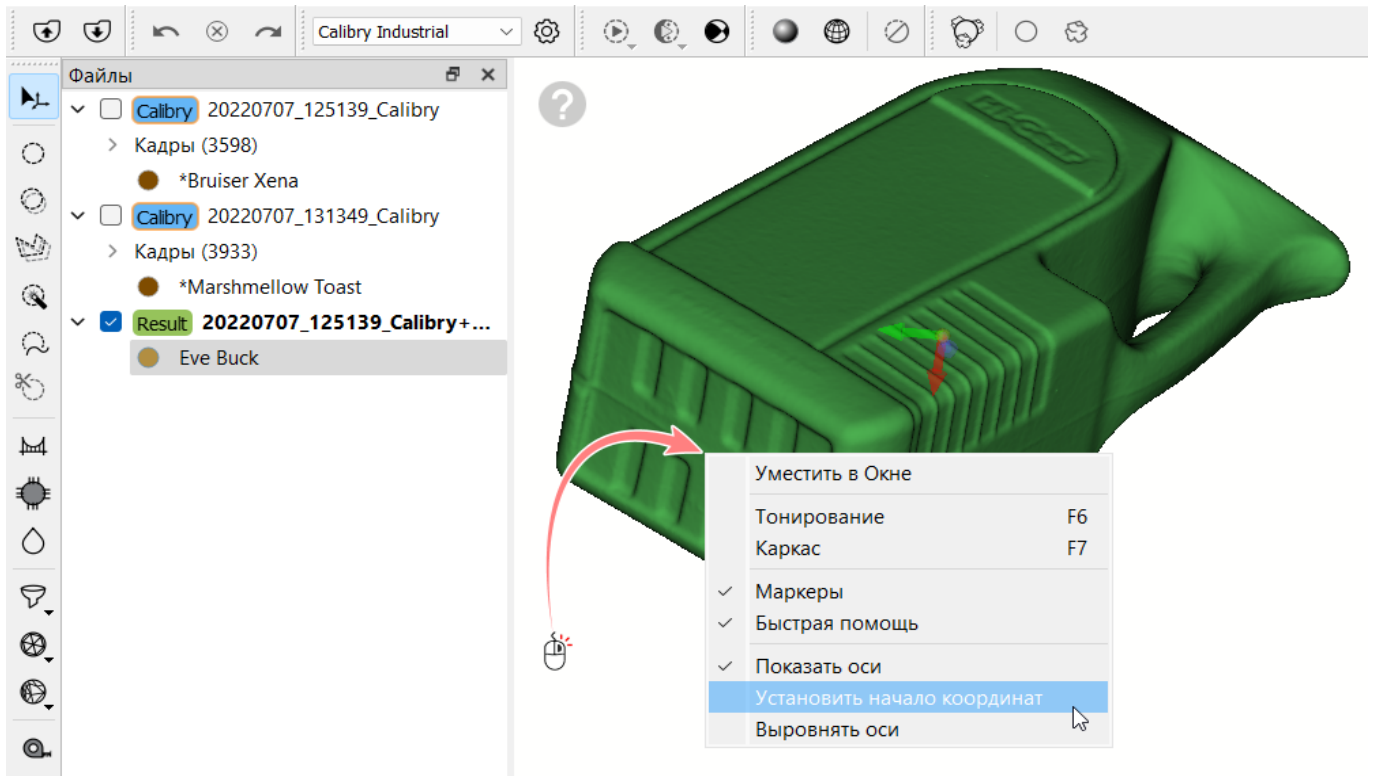 Calibry Industrial
Файлы
Calibry 20220707_125139_Calibry
Кадры (3598)
*Bruiser Xena
Calibry 20220707_131349_Calibry
Кадры (3933)
*Marshmellow Toast
Result 20220707_125139_Calibry+...
Eve Buck
?
Уместить в Окне
Тонирование F6
Каркас F7
Маркеры
Быстрая помощь
Показать оси
Установить начало координат
Выровнять оси